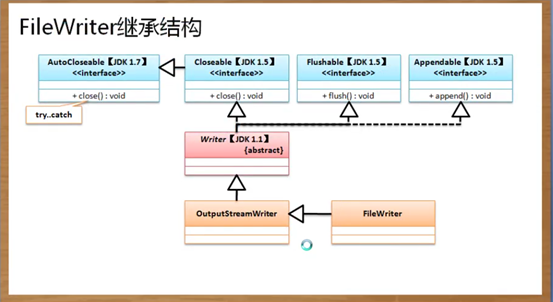 FileWriter继承结构
AutoCloseable【JDK 1.7】
<<interface>>
+ close() : void
Closeable【JDK 1.5】
<<interface>>
+ close() : void
Flushable【JDK 1.5】
<<interface>>
+ flush() : void
Appendable【JDK 1.5】
<<interface>>
+ append() : void
try..catch
Writer【JDK 1.1】
{abstract}
OutputStreamWriter
FileWriter